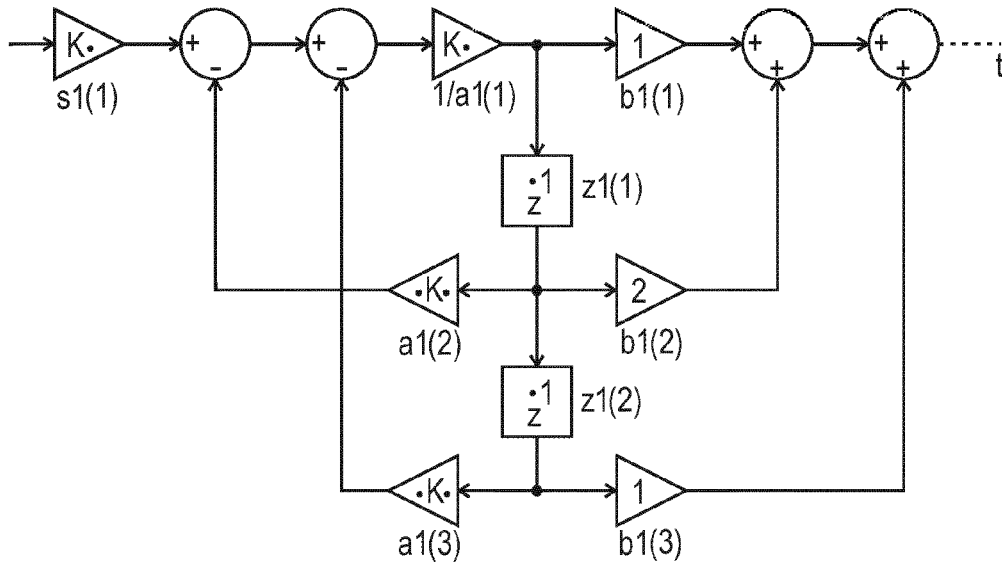 K·
+
-
+
-
K·
1
+
+
+
+
t
s1(1)
1/a1(1)
b1(1)
z·1
z1(1)
·K·
2
a1(2)
b1(2)
z·1
z1(2)
·K·
1
a1(3)
b1(3)